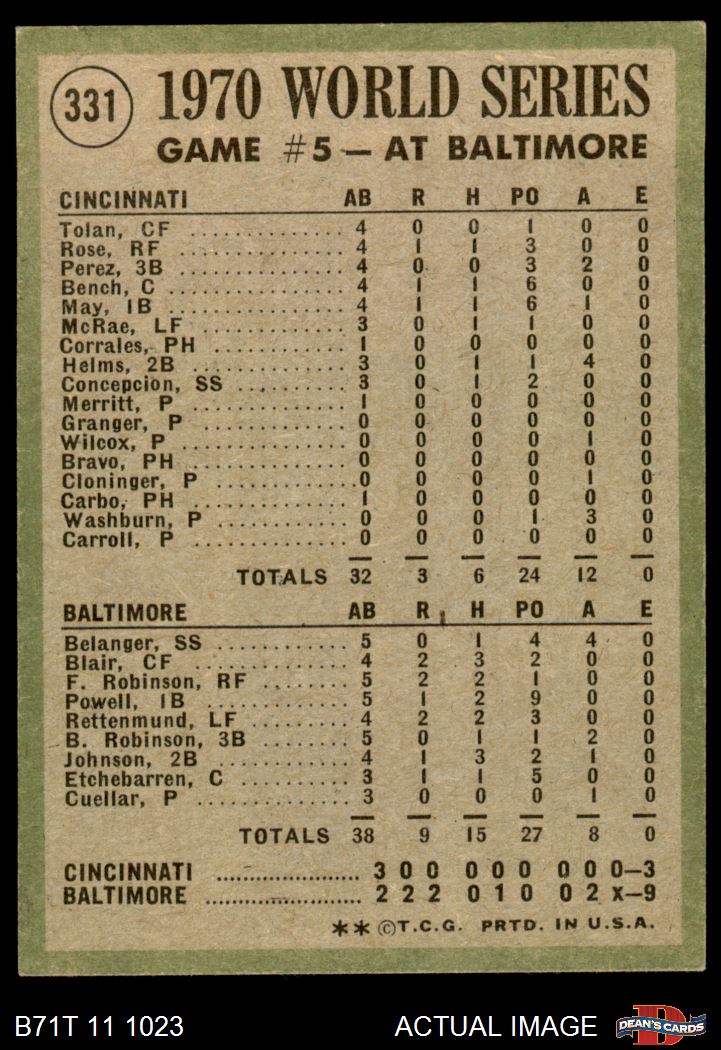 331
1970 WORLD SERIES
GAME #5 — AT BALTIMORE
CINCINNATI AB R H PO A E
Tolan, CF .............. 4 0 0 1 0 0
Rose, RF .............. 4 1 1 3 0 0
Perez, 3B .............. 4 0 0 3 2 0
Bench, C .............. 4 1 1 6 0 0
May, 1B .............. 4 1 1 6 1 0
McRae, LF .............. 3 0 1 1 0 0
Corrales, PH .............. 1 0 0 0 0 0
Helms, 2B .............. 3 0 1 1 4 0
Concepcion, SS .......... 3 0 1 2 0 0
Merritt, P .............. 1 0 0 0 0 0
Granger, P .............. 0 0 0 0 0 0
Wilcox, P .............. 0 0 0 0 1 0
Bravo, PH .............. 0 0 0 0 0 0
Cloninger, P .............. 0 0 0 0 1 0
Carbo, PH .............. 1 0 0 0 0 0
Washburn, P ............ 0 0 0 1 3 0
Carroll, P .............. 0 0 0 0 0 0
TOTALS 32 3 6 24 12 0
BALTIMORE AB R H PO A E
Belanger, SS ............ 5 0 1 4 4 0
Blair, CF .............. 4 2 3 2 0 0
F. Robinson, RF ........ 5 2 2 1 0 0
Powell, 1B .............. 5 1 2 9 0 0
Rettenmund, LF .......... 4 2 2 3 0 0
B. Robinson, 3B ........ 5 0 1 1 2 0
Johnson, 2B ............ 4 1 3 2 1 0
Etchebarren, C .......... 3 1 1 5 0 0
Cuellar, P .............. 3 0 0 0 1 0
TOTALS 38 9 15 27 8 0
CINCINNATI .................... 3 0 0 0 0 0 0 0 0—3
BALTIMORE ...................... 2 2 2 0 1 0 0 2 x—9
**©T.C.G. PRTD. IN U.S.A.
B71T 11 1023 ACTUAL IMAGE DEAN'S CARDS